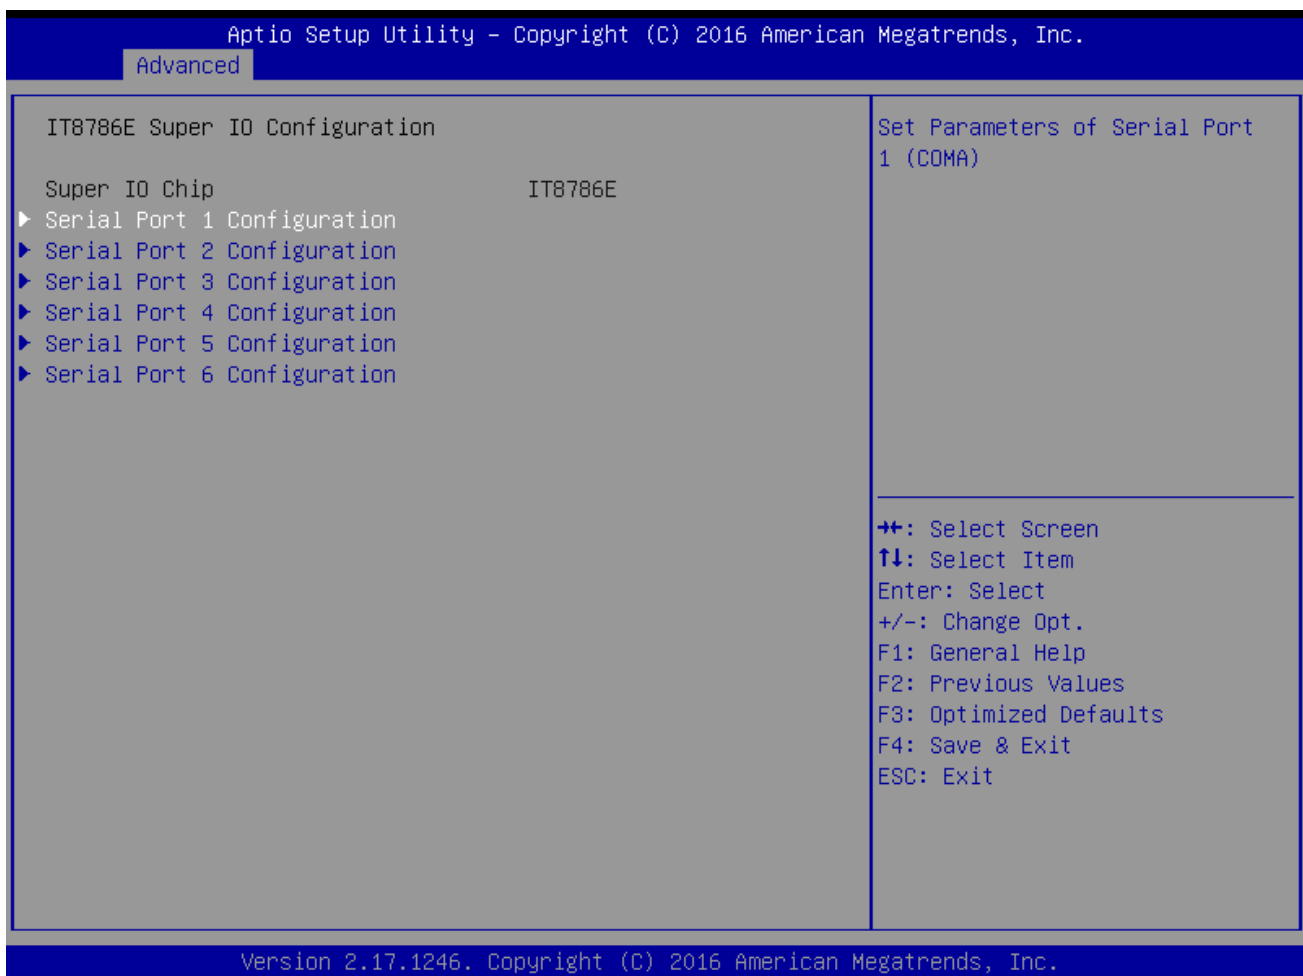 Aptio Setup Utility – Copyright (C) 2016 American Megatrends, Inc.
Advanced
IT8786E Super IO Configuration
Super IO Chip IT8786E
Serial Port 1 Configuration
Serial Port 2 Configuration
Serial Port 3 Configuration
Serial Port 4 Configuration
Serial Port 5 Configuration
Serial Port 6 Configuration
Set Parameters of Serial Port
1 (COMA)
→←: Select Screen
↑↓: Select Item
Enter: Select
+/-: Change Opt.
F1: General Help
F2: Previous Values
F3: Optimized Defaults
F4: Save & Exit
ESC: Exit
Version 2.17.1246. Copyright (C) 2016 American Megatrends, Inc.